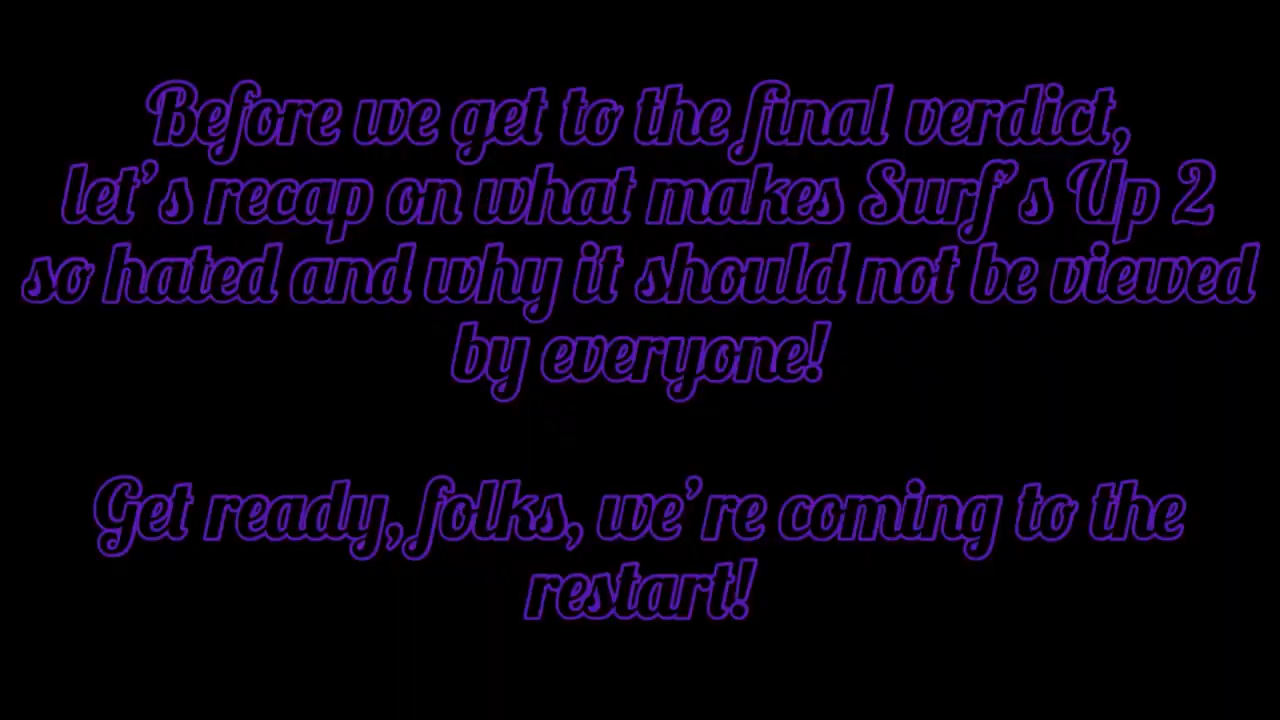 Before we get to the final verdict,
let's recap on what makes Surf's Up 2
so hated and why it should not be viewed
by everyone!
Get ready, folks, we're coming to the
restart!